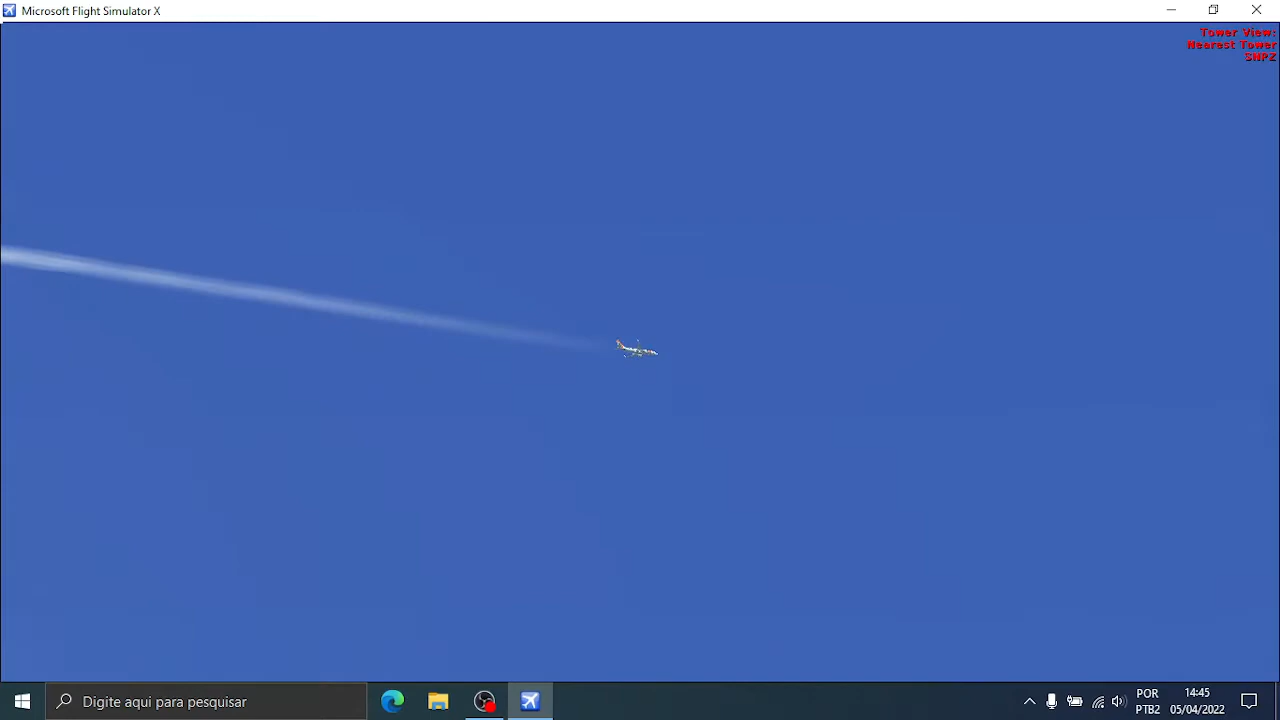 Microsoft Flight Simulator X
Tower View:
Nearest Tower
SNPZ
Digite aqui para pesquisar
POR
PTB2
14:45
05/04/2022